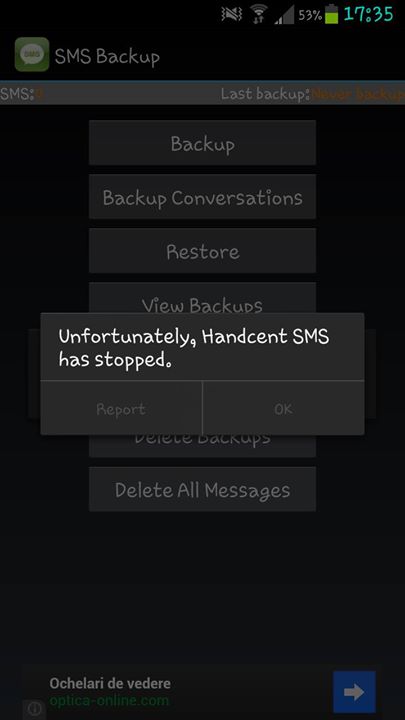 53% 17:35
SMS Backup
SMS:0 Last backup:Never backup
Backup
Backup Conversations
Restore
View Backups
Unfortunately, Handcent SMS
has stopped.
Report OK
Delete Backups
Delete All Messages
Ochelari de vedere
optica-online.com